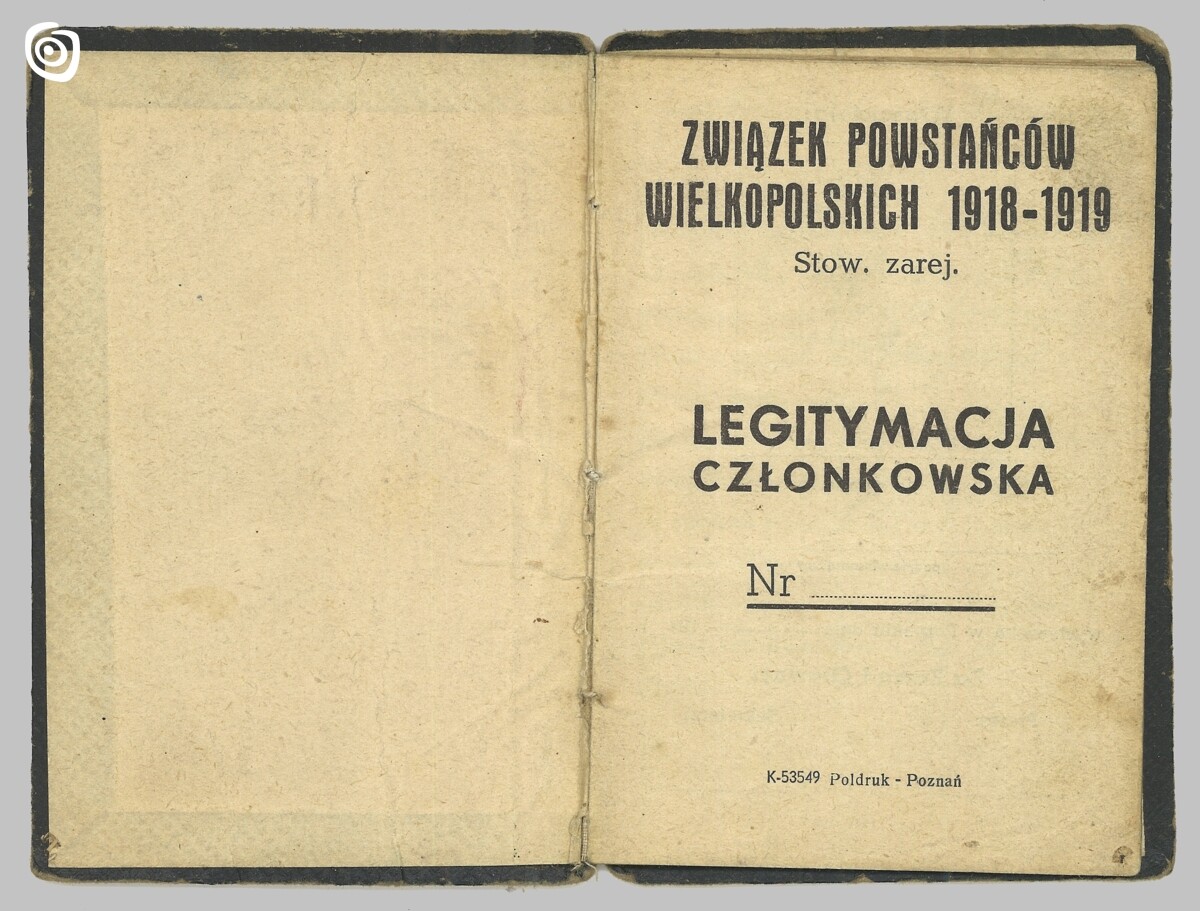 ZWIĄZEK POWSTAŃCÓW
WIELKOPOLSKICH 1918-1919
Stow. zarej.
LEGITYMACJA
CZŁONKOWSKA
Nr
K-53549 Poldruk - Poznań